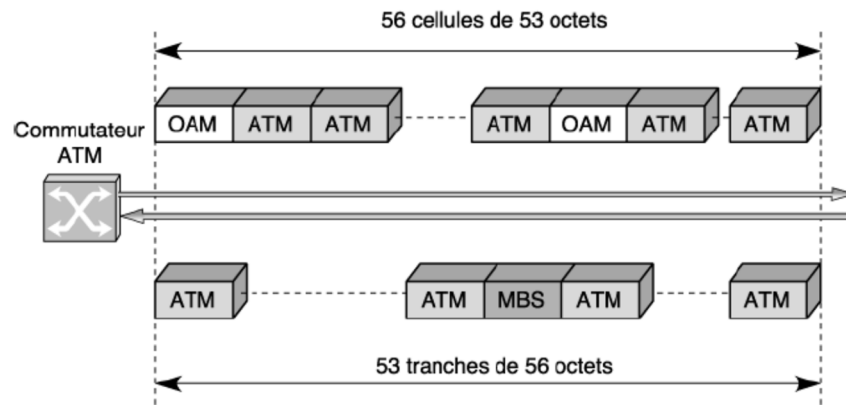 56 cellules de 53 octets
OAM ATM ATM ATM OAM ATM ATM
Commutateur
ATM
ATM ATM MBS ATM ATM
53 tranches de 56 octets